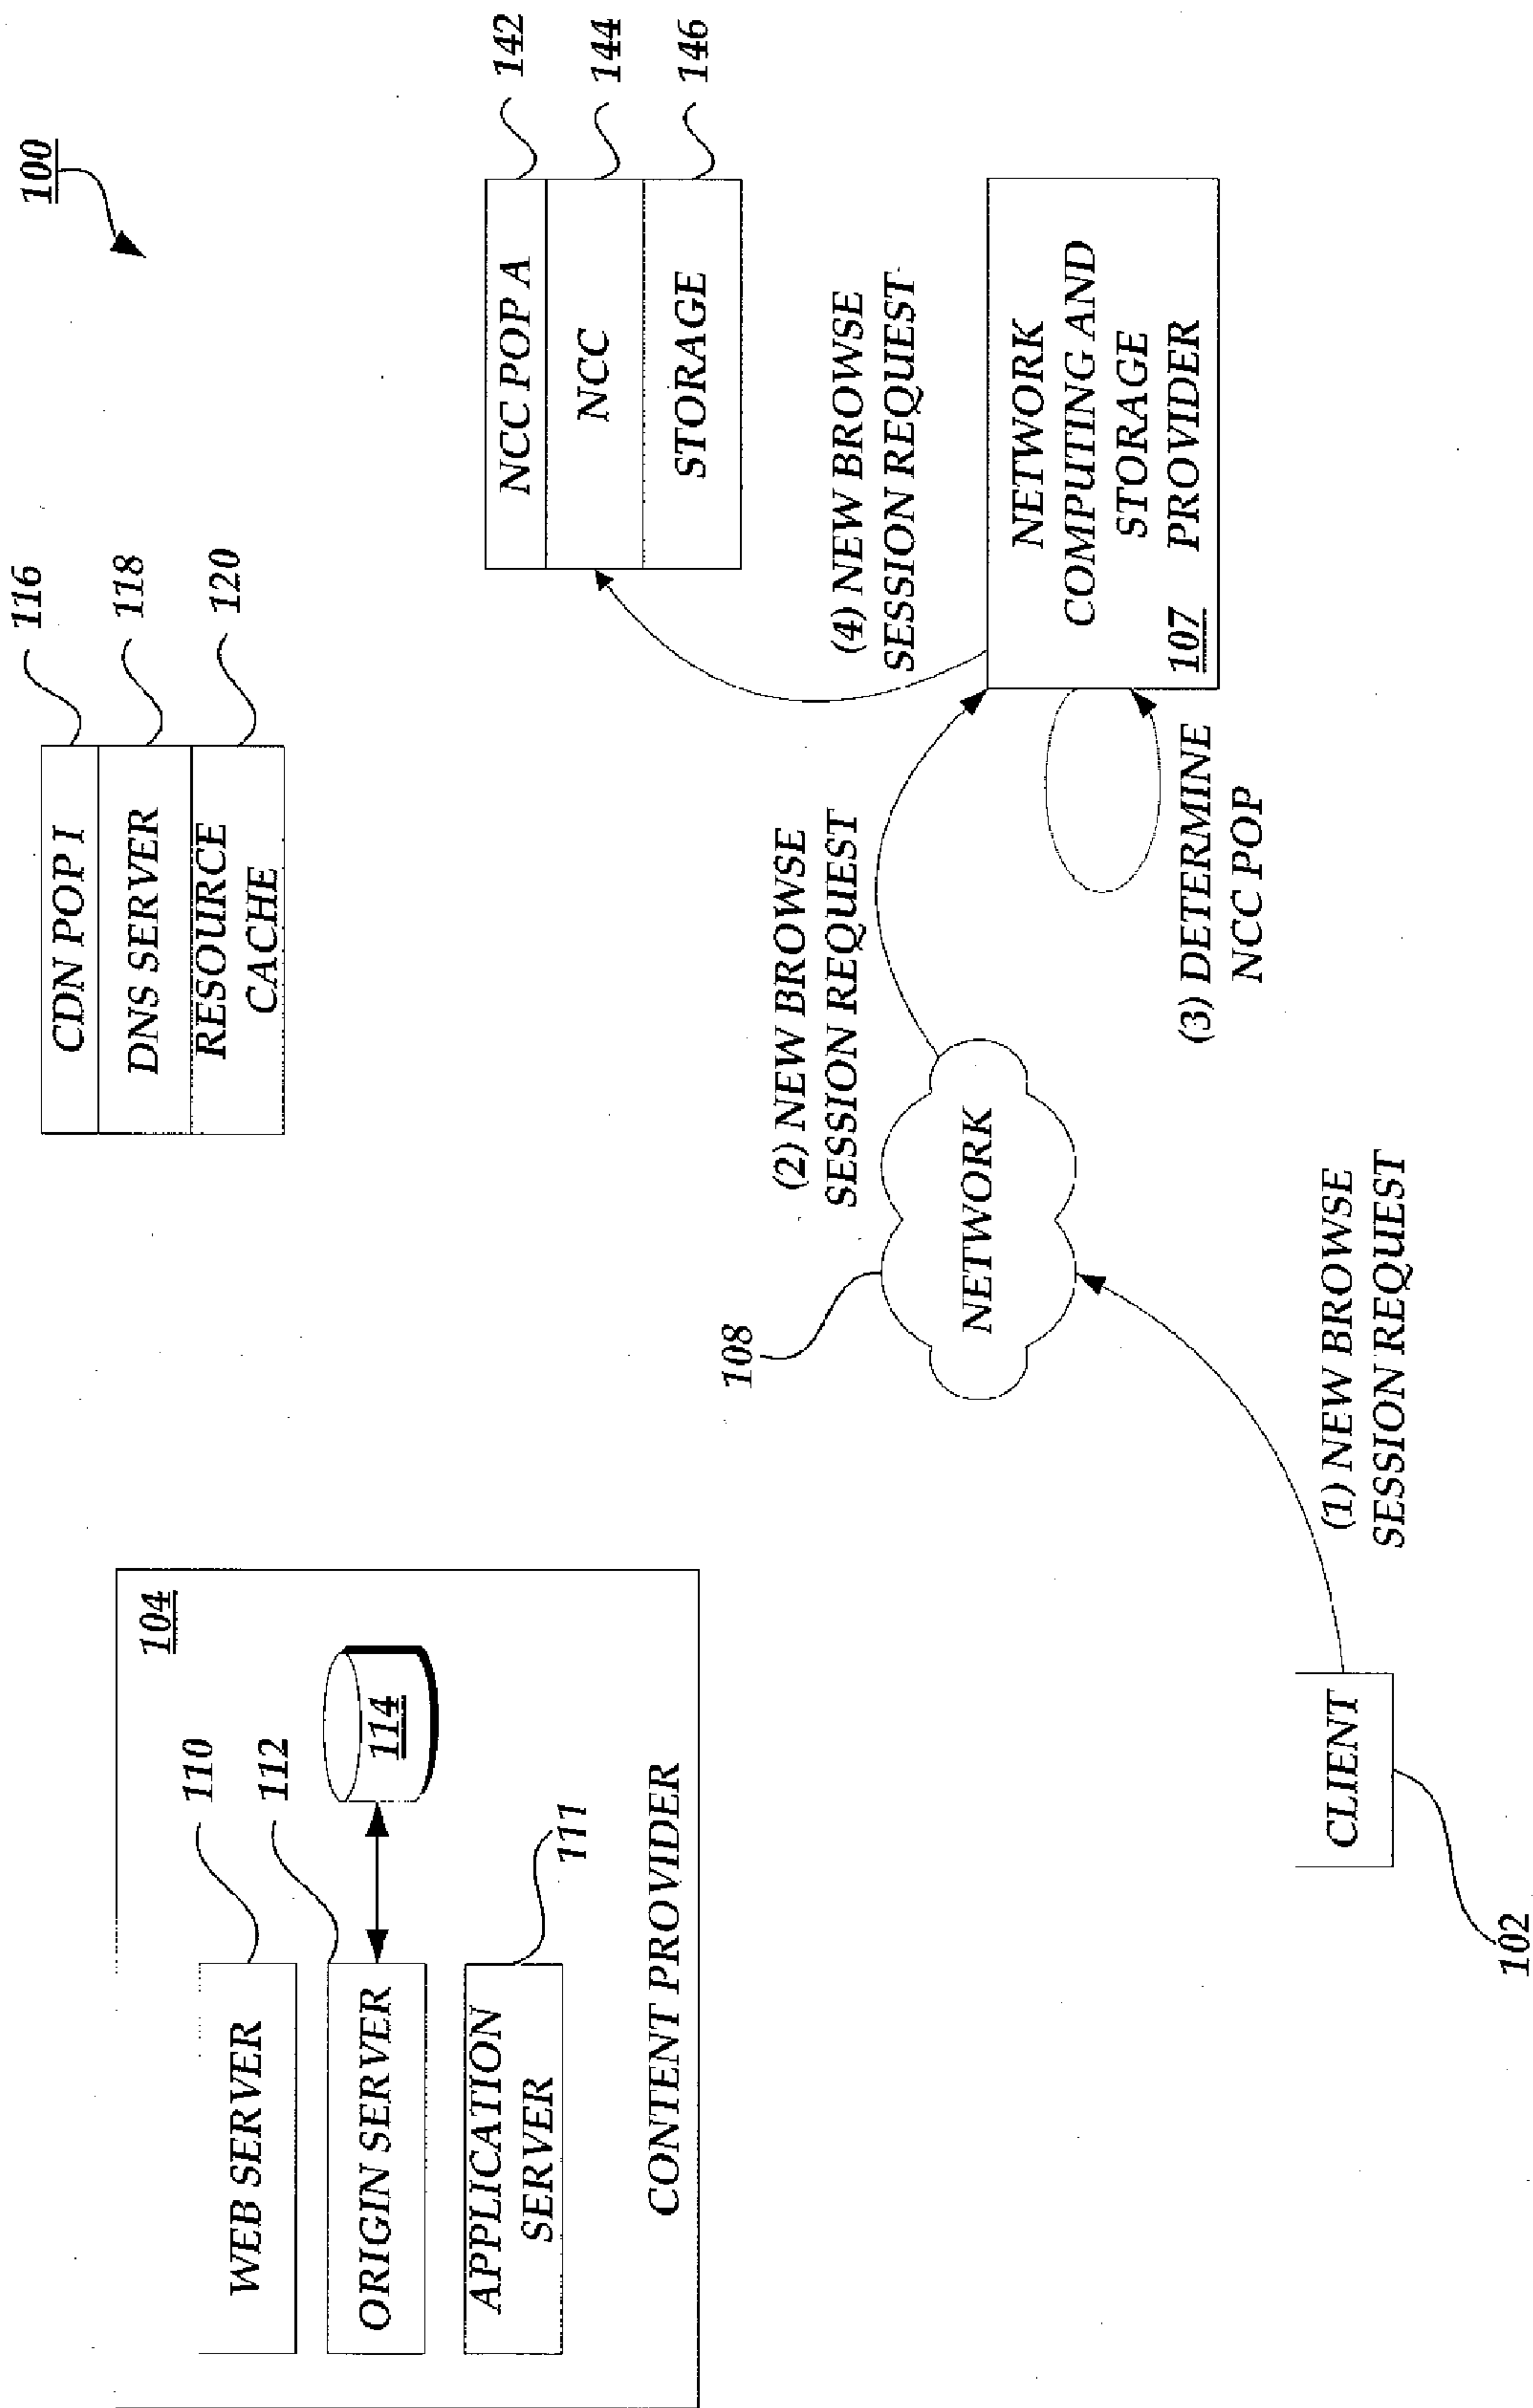 100
104
WEB SERVER
110
ORIGIN SERVER
112
114
APPLICATION
SERVER
111
CONTENT PROVIDER
CDN POP I
116
DNS SERVER
118
RESOURCE
CACHE
120
NCC POP A
142
NCC
144
STORAGE
146
108
NETWORK
(2) NEW BROWSE
SESSION REQUEST
(4) NEW BROWSE
SESSION REQUEST
NETWORK
COMPUTING AND
STORAGE
107 PROVIDER
(3) DETERMINE
NCC POP
CLIENT
102
(1) NEW BROWSE
SESSION REQUEST